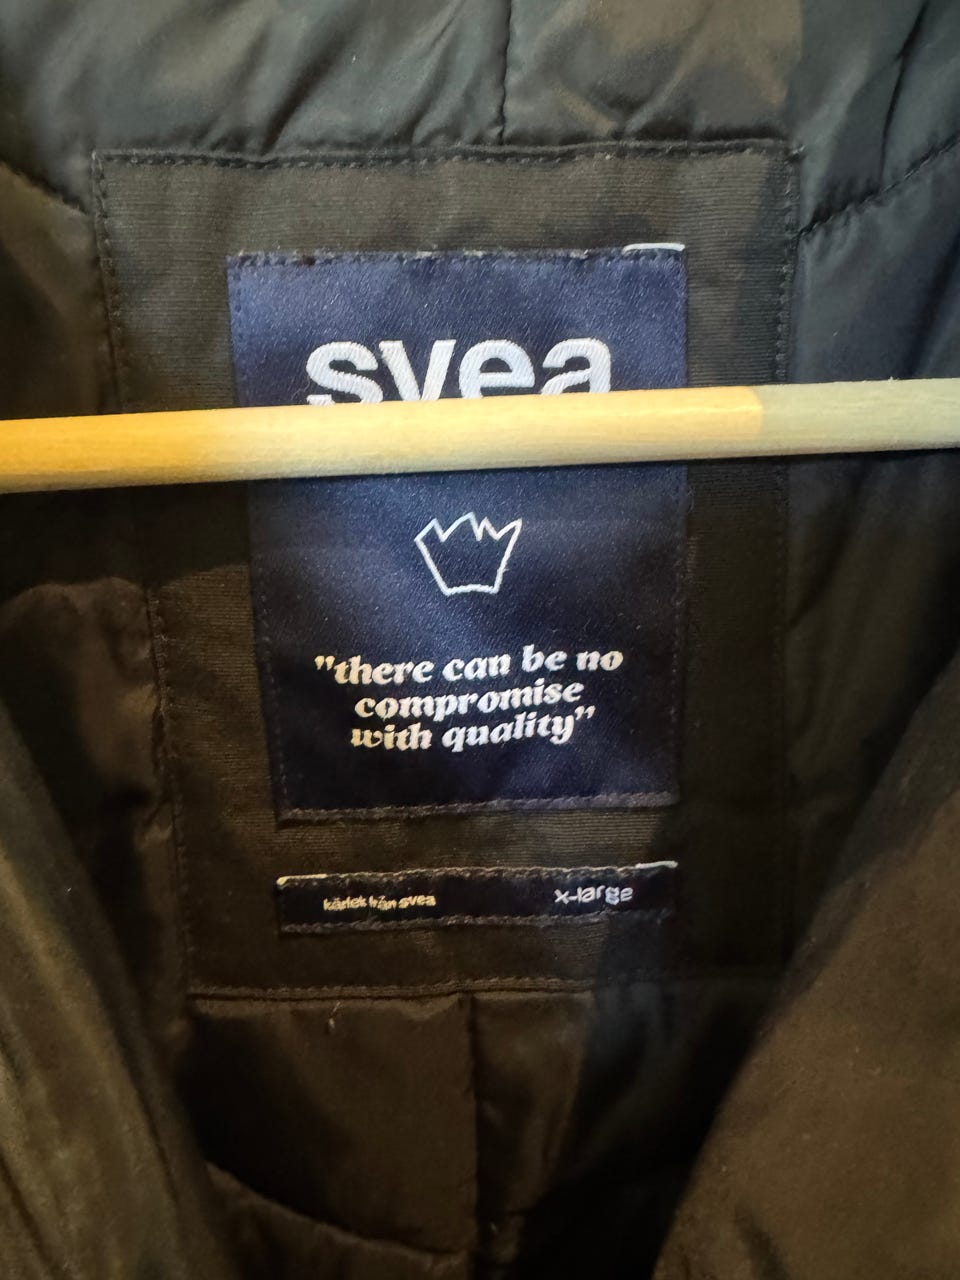 svea
"there can be no
compromise
with quality"
kärlek från svea x-large